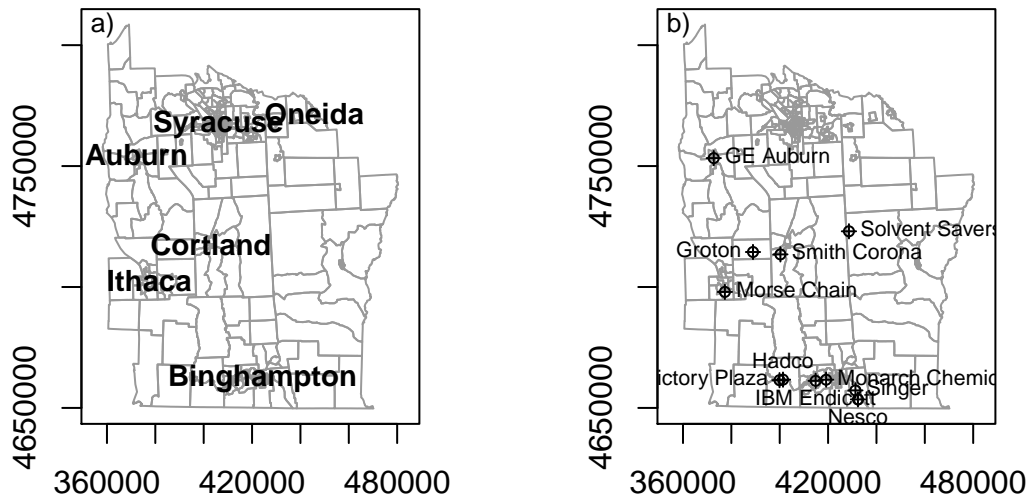 a)
Syracuse
Oneida
Auburn
Cortland
Ithaca
Binghampton
4750000
4650000
360000
420000
480000
b)
GE Auburn
Solvent Savers
Groton
Smith Corona
Morse Chain
Hadco
ictory Plaza
Monarch Chemic
Singer
IBM Endicott
Nesco
4750000
4650000
360000
420000
480000